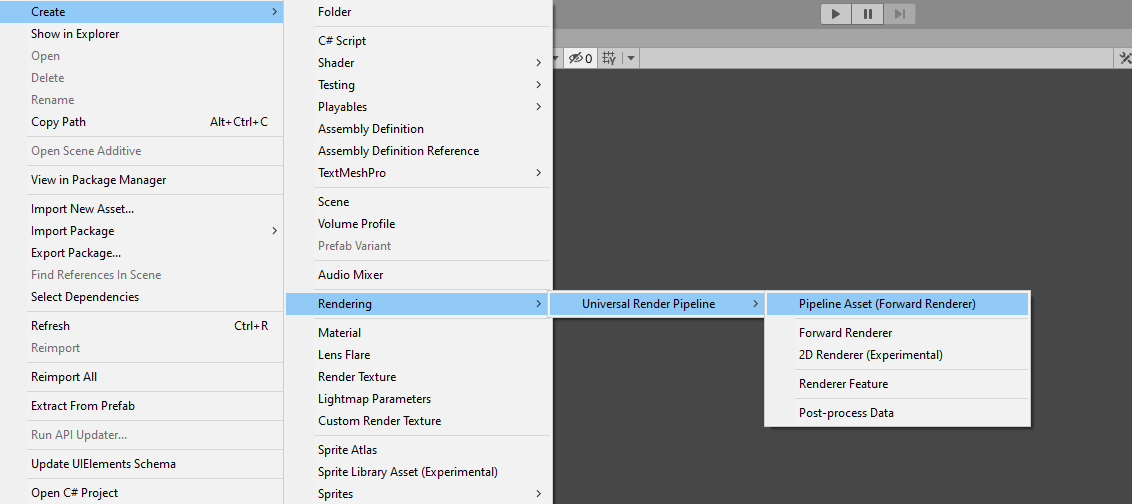 Create
Show in Explorer
Open
Delete
Rename
Copy Path Alt+Ctrl+C
Open Scene Additive
View in Package Manager
Import New Asset...
Import Package
Export Package...
Find References In Scene
Select Dependencies
Refresh Ctrl+R
Reimport
Reimport All
Extract From Prefab
Run API Updater...
Update UIElements Schema
Open C# Project
Folder
C# Script
Shader
Testing
Playables
Assembly Definition
Assembly Definition Reference
TextMeshPro
Scene
Volume Profile
Prefab Variant
Audio Mixer
Rendering
Material
Lens Flare
Render Texture
Lightmap Parameters
Custom Render Texture
Sprite Atlas
Sprite Library Asset (Experimental)
Sprites
Universal Render Pipeline
Pipeline Asset (Forward Renderer)
Forward Renderer
2D Renderer (Experimental)
Renderer Feature
Post-process Data
0